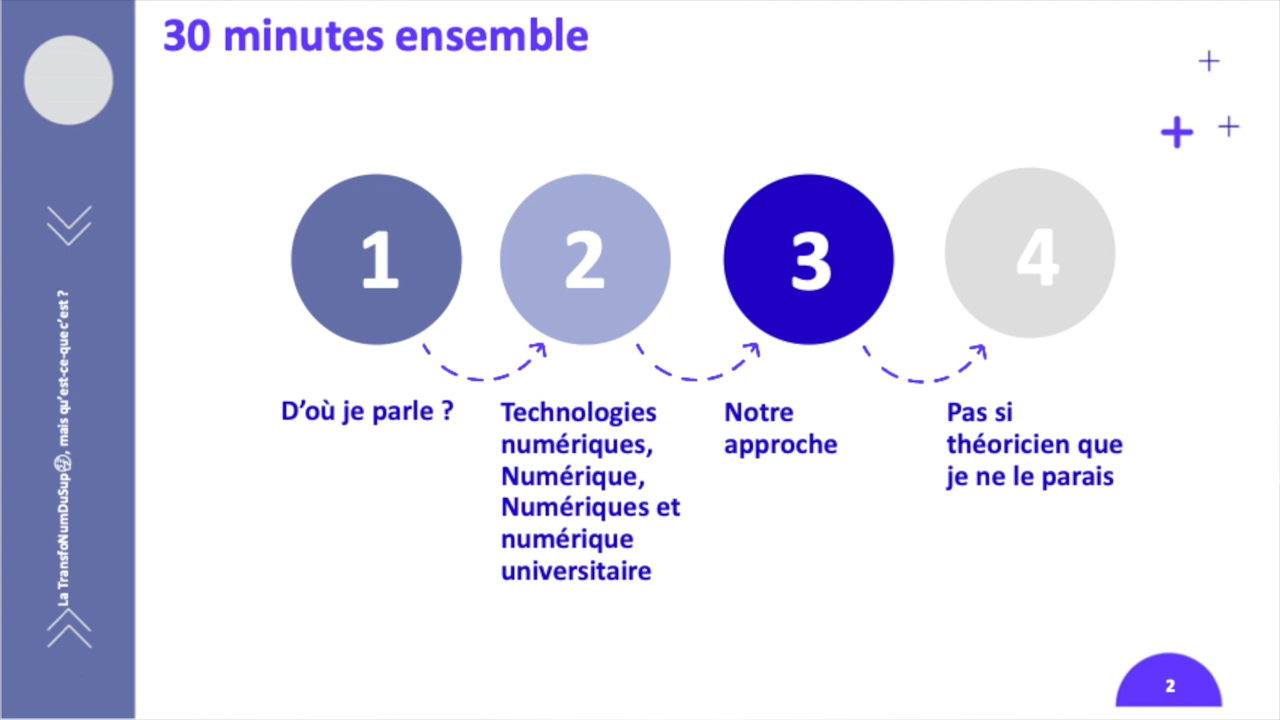 30 minutes ensemble
La TransfoNumDuSup, mais qu'est-ce-que c'est ?
1
2
3
4
D'où je parle ?
Technologies
numériques,
Numérique,
Numériques et
numérique
universitaire
Notre
approche
Pas si
théoricien que
je ne le parais
2